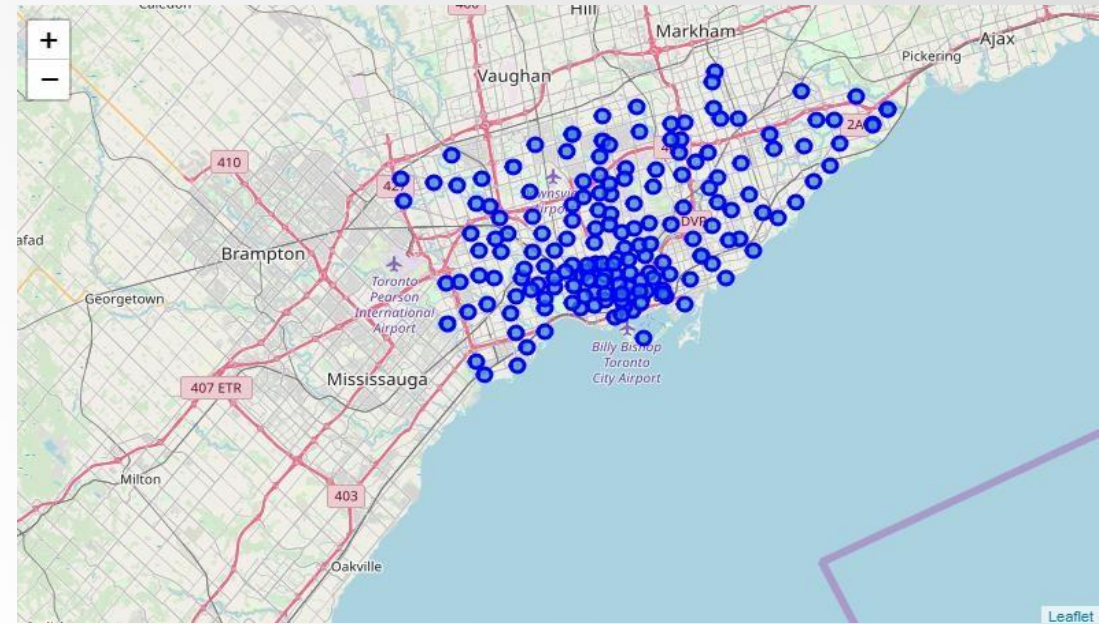 +
−
Hill
Markham
Ajax
Pickering
Vaughan
410
2A
DVP
Brampton
Toronto
Pearson
International
Airport
Georgetown
Billy Bishop
Toronto
City Airport
Mississauga
407 ETR
Milton
403
Oakville
Leaflet